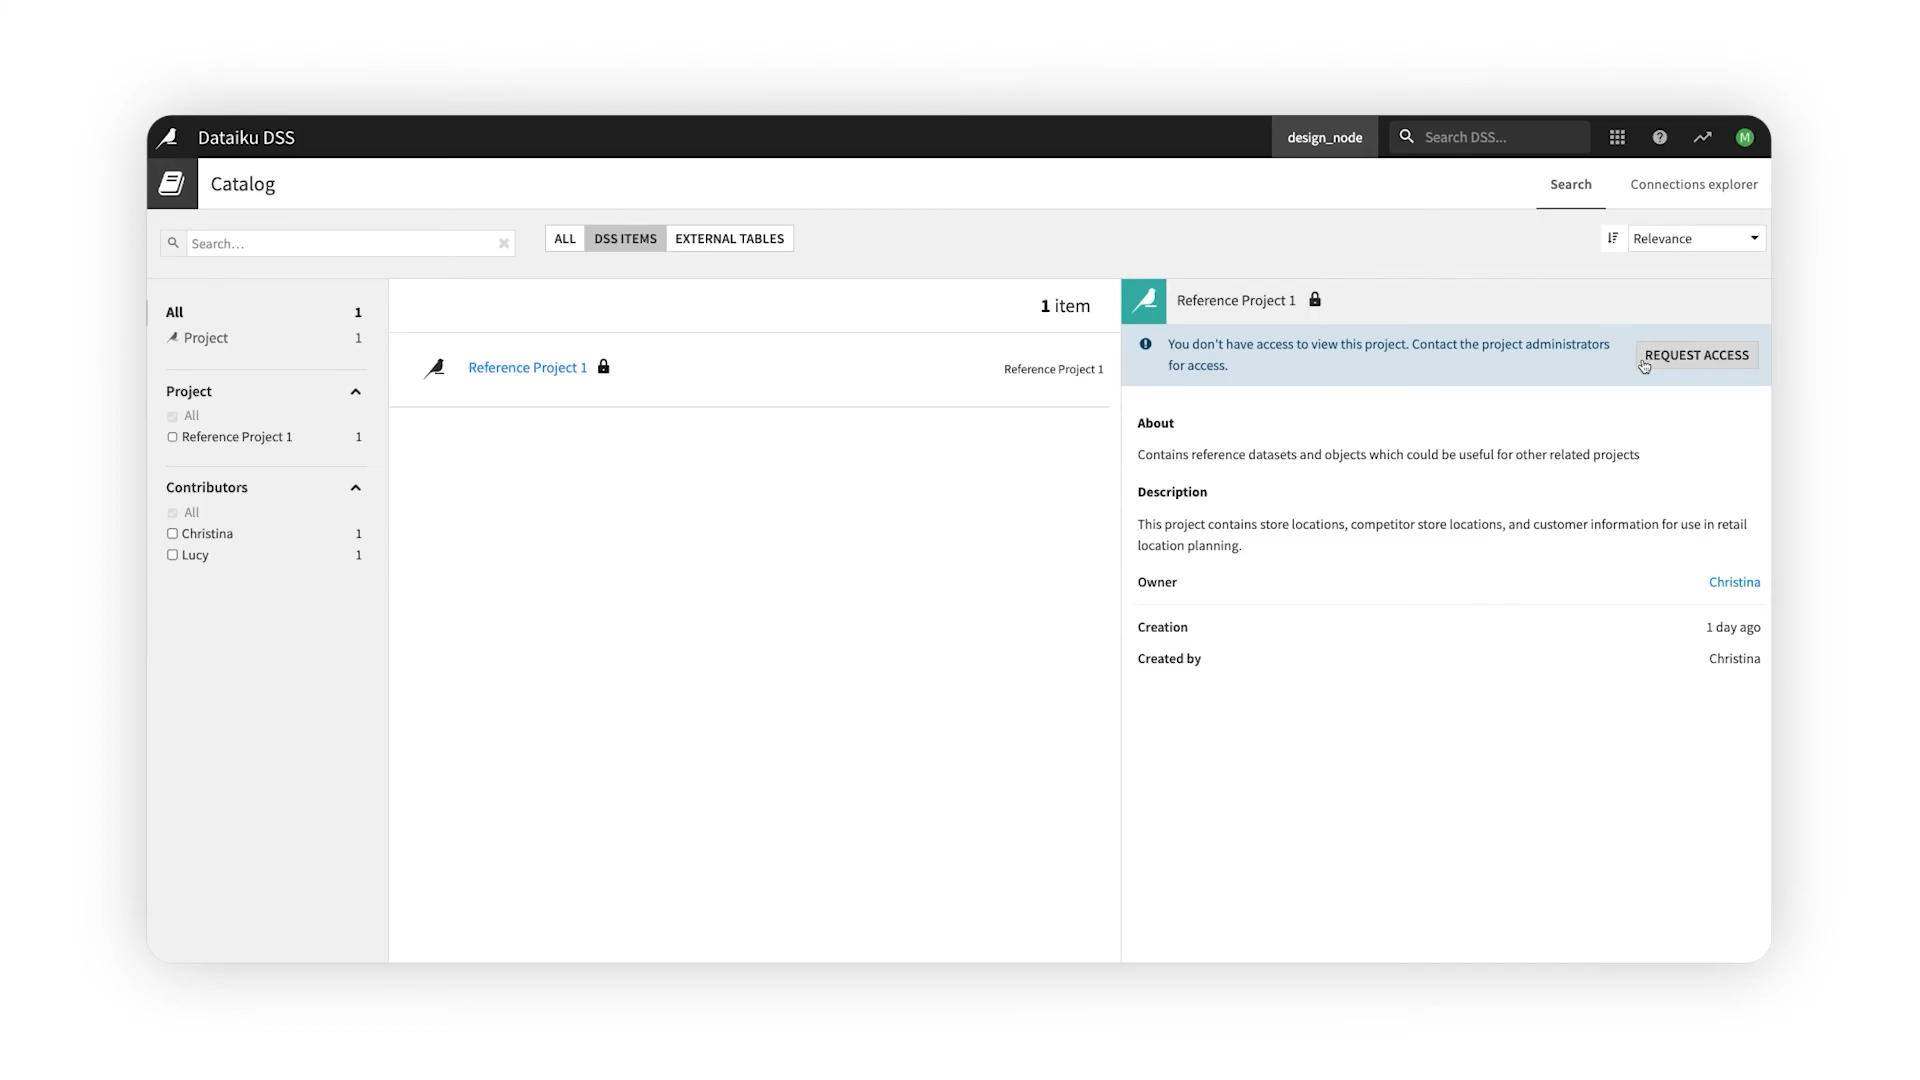 Dataiku DSS
design_node
Search DSS...
M
Catalog
Search
Connections explorer
Search...
ALL
DSS ITEMS
EXTERNAL TABLES
Relevance
All 1
Project 1
Project
All
Reference Project 1 1
Contributors
All
Christina 1
Lucy 1
1 item
Reference Project 1
Reference Project 1
Reference Project 1
You don't have access to view this project. Contact the project administrators
for access.
REQUEST ACCESS
About
Contains reference datasets and objects which could be useful for other related projects
Description
This project contains store locations, competitor store locations, and customer information for use in retail
location planning.
Owner Christina
Creation 1 day ago
Created by Christina